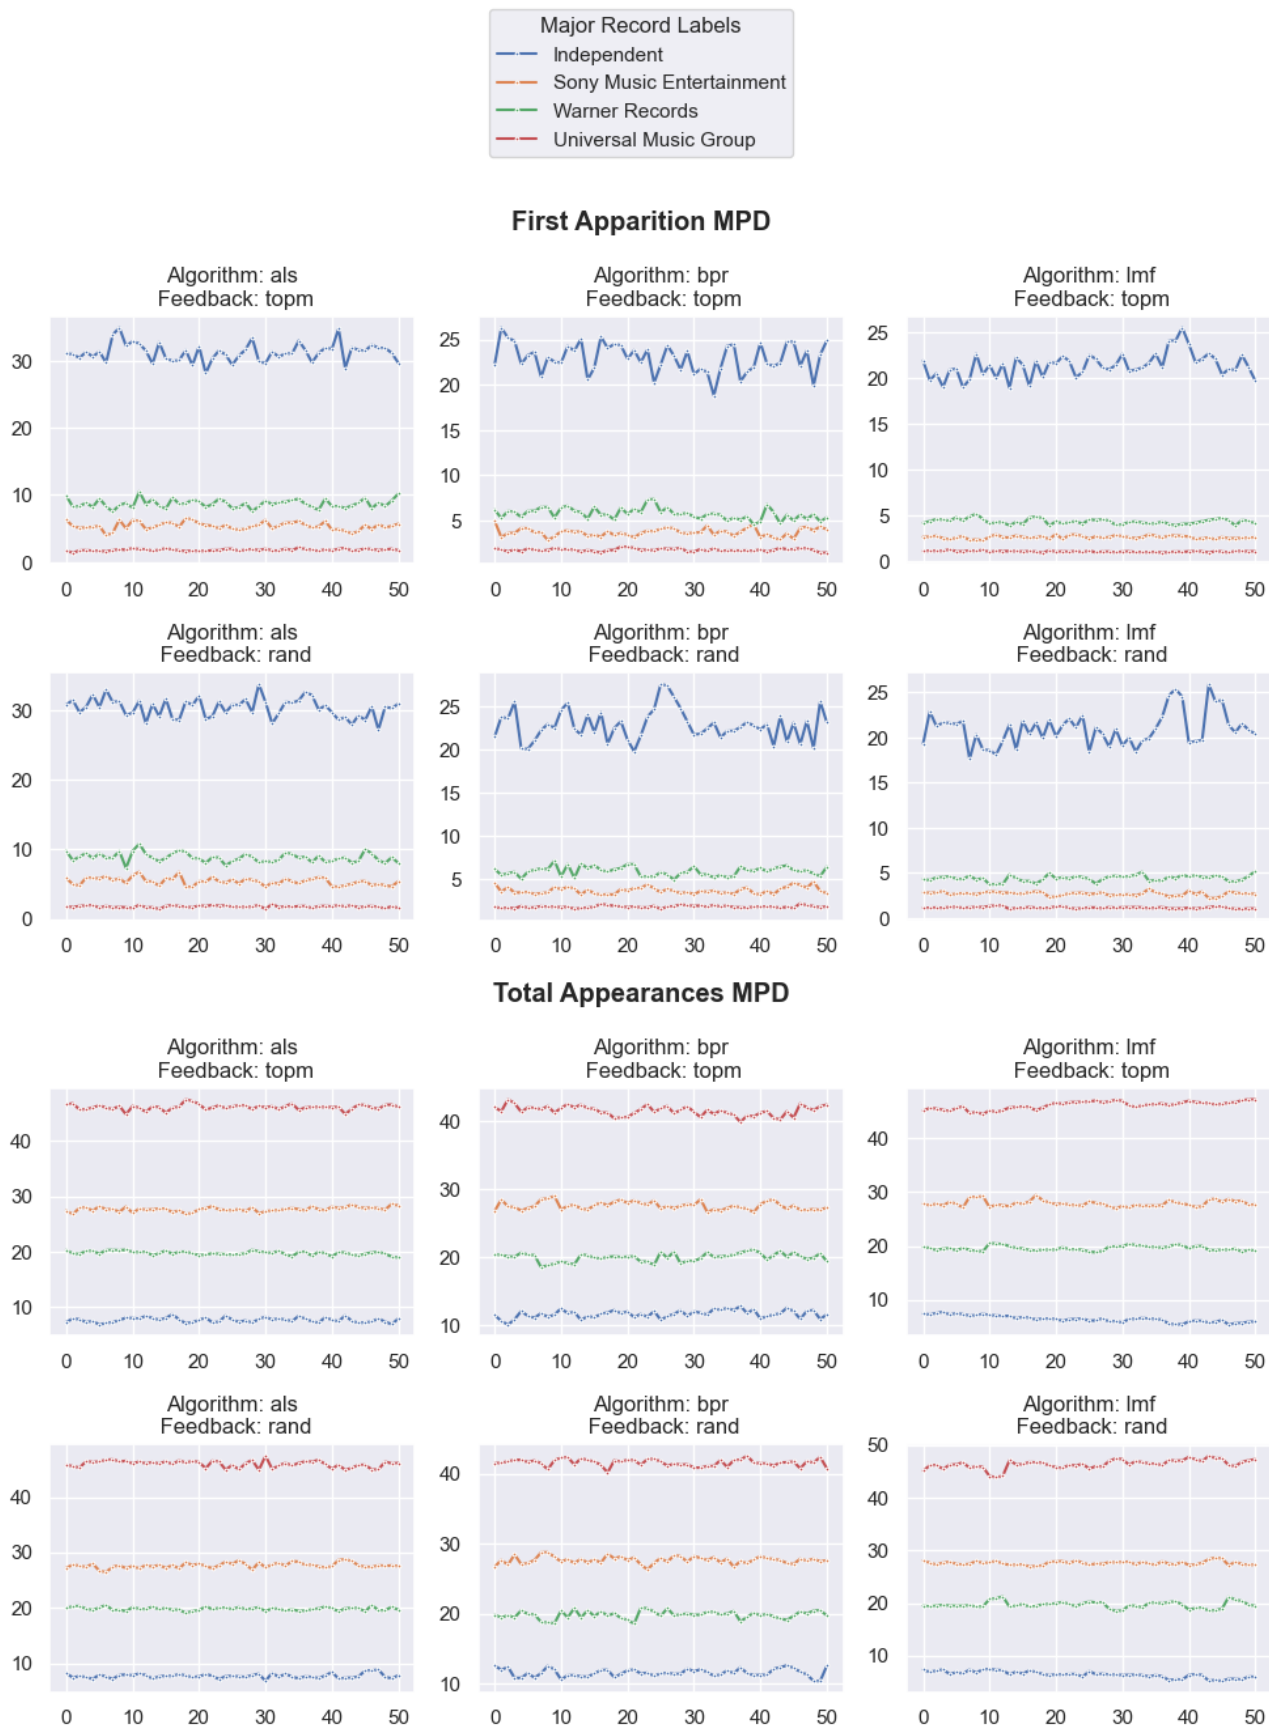 Major Record Labels
Independent
Sony Music Entertainment
Warner Records
Universal Music Group
First Apparition MPD
Algorithm: als
Feedback: topm
30
20
10
0
0 10 20 30 40 50
Algorithm: bpr
Feedback: topm
25
20
15
10
5
0 10 20 30 40 50
Algorithm: lmf
Feedback: topm
25
20
15
10
5
0
0 10 20 30 40 50
Algorithm: als
Feedback: rand
30
20
10
0
0 10 20 30 40 50
Algorithm: bpr
Feedback: rand
25
20
15
10
5
0 10 20 30 40 50
Algorithm: lmf
Feedback: rand
25
20
15
10
5
0
0 10 20 30 40 50
Total Appearances MPD
Algorithm: als
Feedback: topm
40
30
20
10
0 10 20 30 40 50
Algorithm: bpr
Feedback: topm
40
30
20
10
0 10 20 30 40 50
Algorithm: lmf
Feedback: topm
40
30
20
10
0 10 20 30 40 50
Algorithm: als
Feedback: rand
40
30
20
10
0 10 20 30 40 50
Algorithm: bpr
Feedback: rand
40
30
20
10
0 10 20 30 40 50
Algorithm: lmf
Feedback: rand
50
40
30
20
10
0 10 20 30 40 50